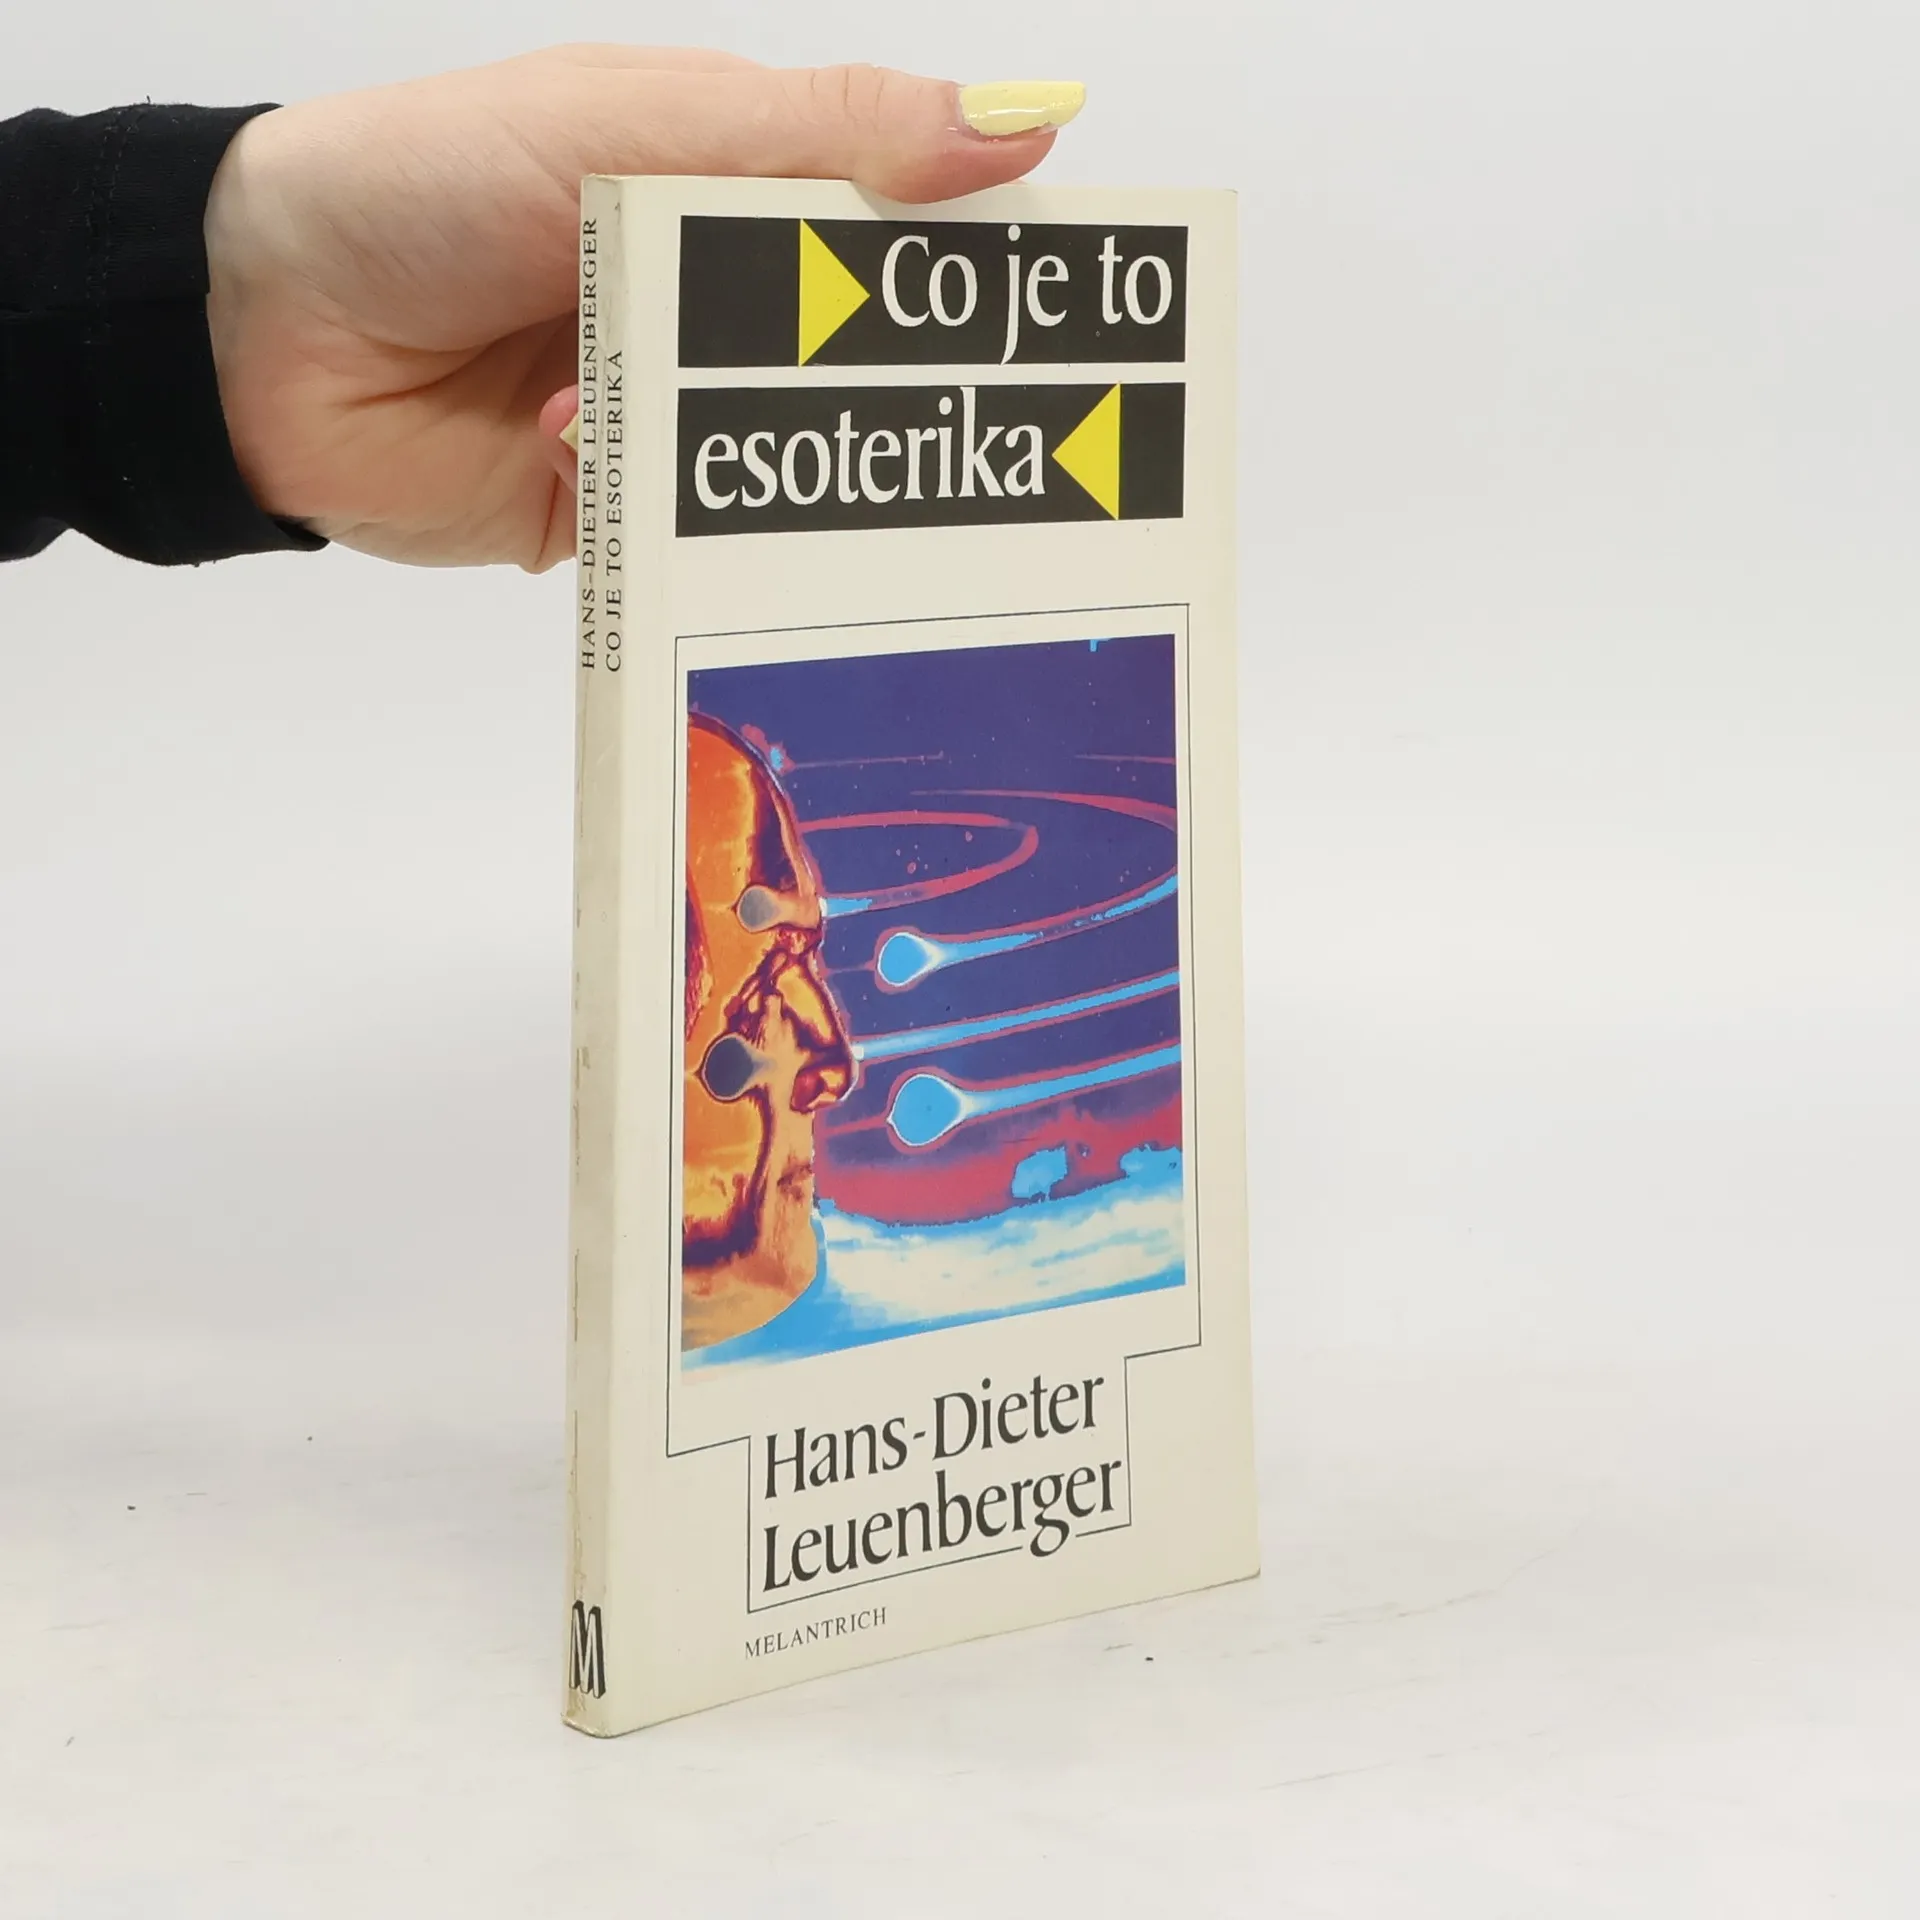 Co je to
esoterika
Hans-Dieter
Leuenberger
MELANTRICH
HANS-DIETER LEUENBERGER
CO JE TO ESOTERIKA
M